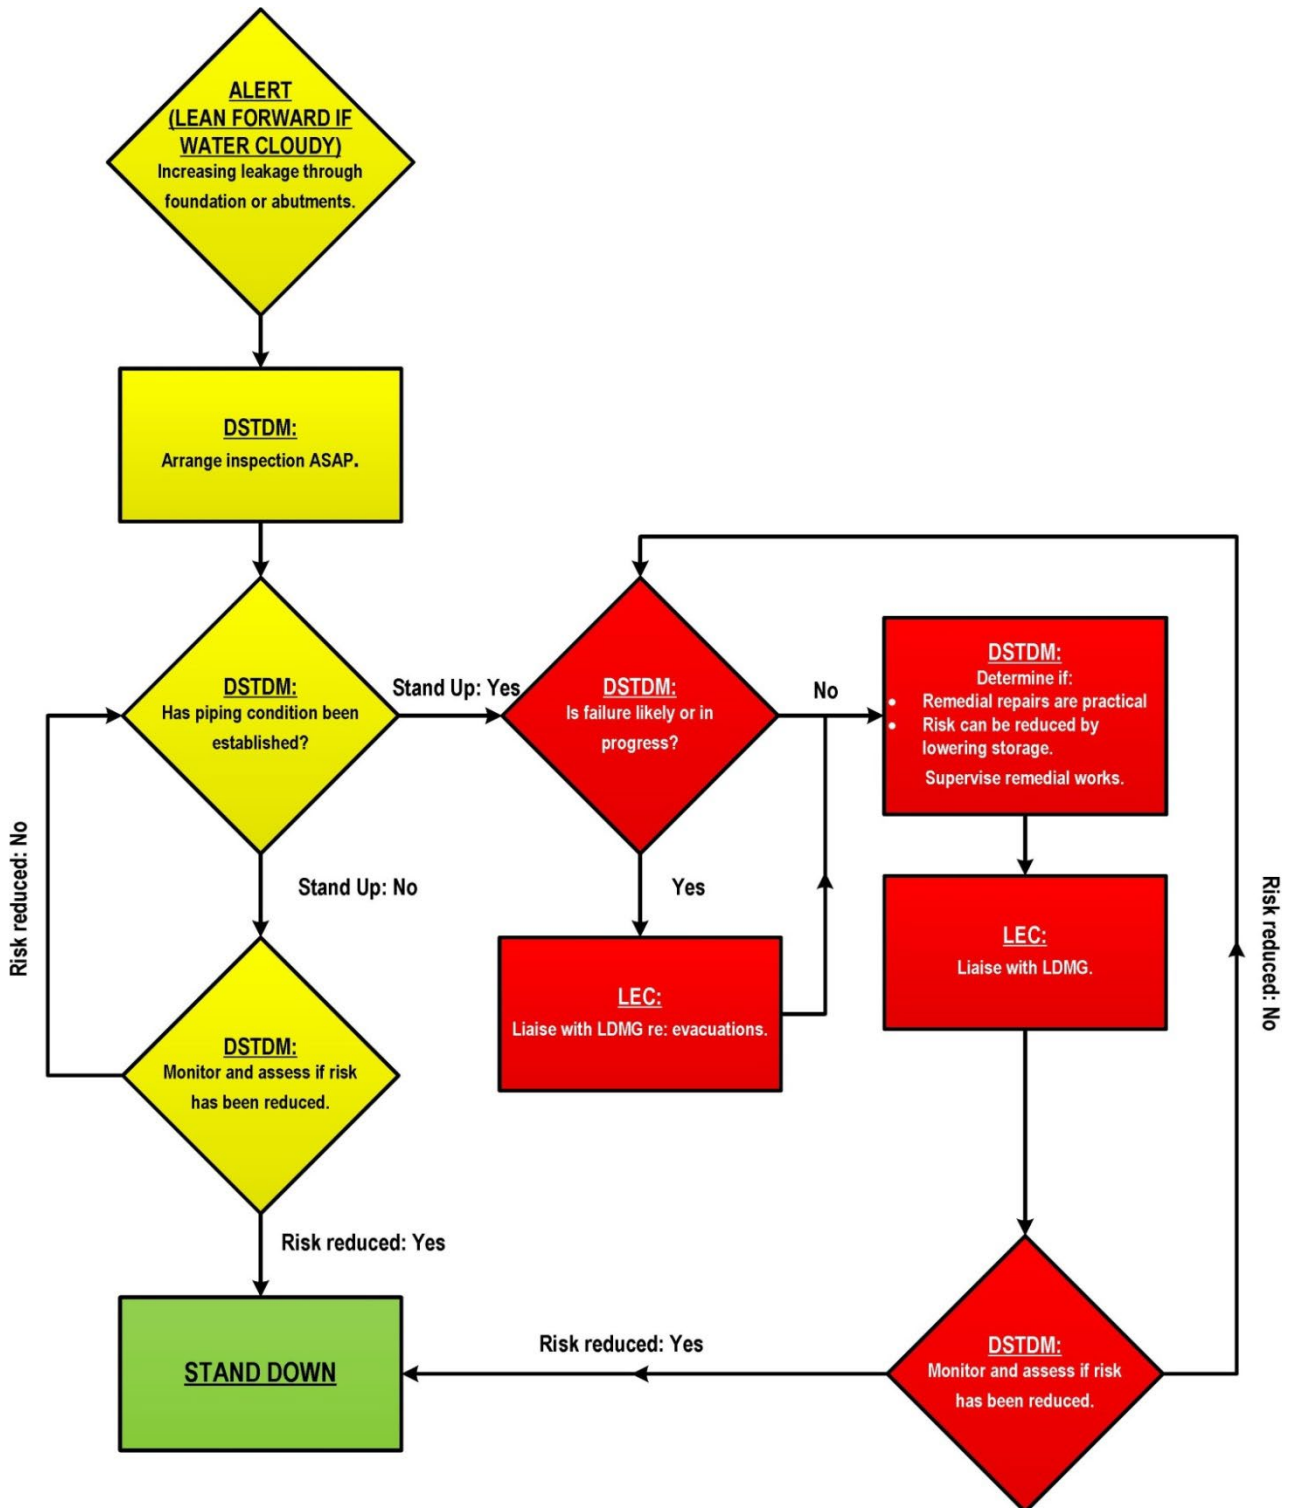 ALERT
(LEAN FORWARD IF
WATER CLOUDY)
Increasing leakage through
foundation or abutments.
DSTDM:
Arrange inspection ASAP.
DSTDM:
Has piping condition been
established?
Stand Up: Yes
DSTDM:
Is failure likely or in
progress?
No
DSTDM:
Determine if:
• Remedial repairs are practical
• Risk can be reduced by
lowering storage.
Supervise remedial works.
Risk reduced: No
Stand Up: No
Yes
LEC:
Liaise with LDMG re: evacuations.
LEC:
Liaise with LDMG.
Risk reduced: No
DSTDM:
Monitor and assess if risk
has been reduced.
Risk reduced: Yes
STAND DOWN
Risk reduced: Yes
DSTDM:
Monitor and assess if risk
has been reduced.